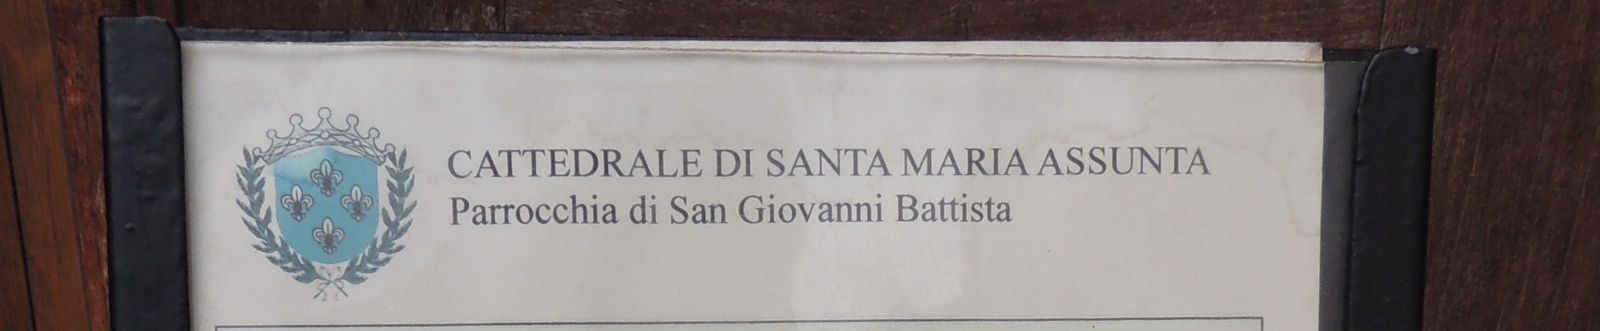 CATTEDRALE DI SANTA MARIA ASSUNTA
Parrocchia di San Giovanni Battista